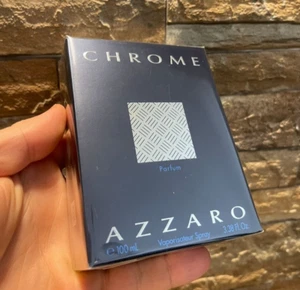 CHROME
Parfum
AZZARO
℮ 100 mL Vaporisateur Spray 3.38 Fl. Oz.